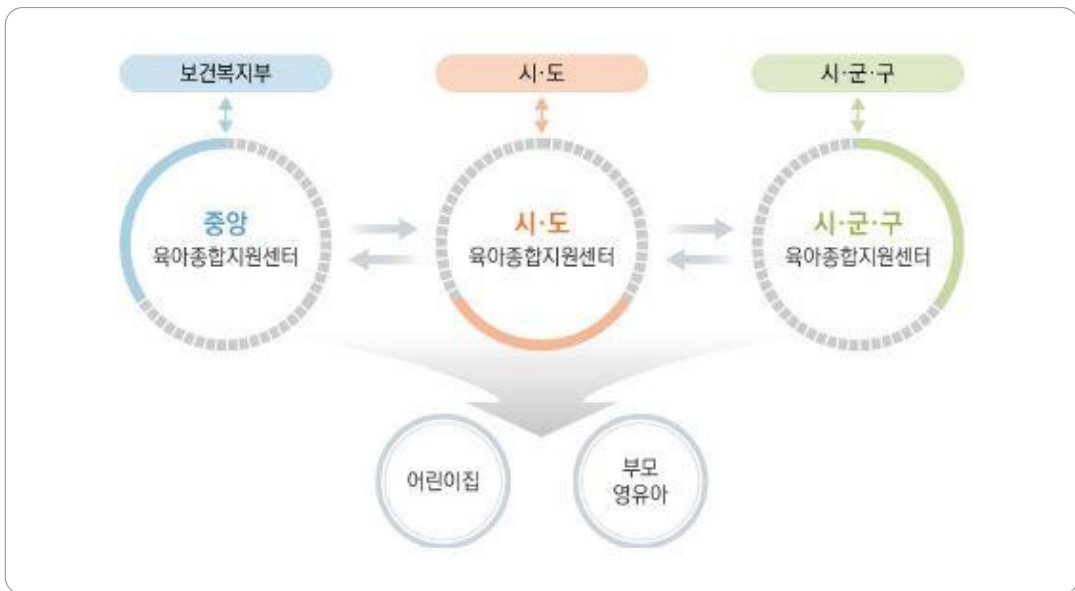 보건복지부
시·도
시·군·구
중앙
육아종합지원센터
시·도
육아종합지원센터
시·군·구
육아종합지원센터
어린이집
부모
영유아